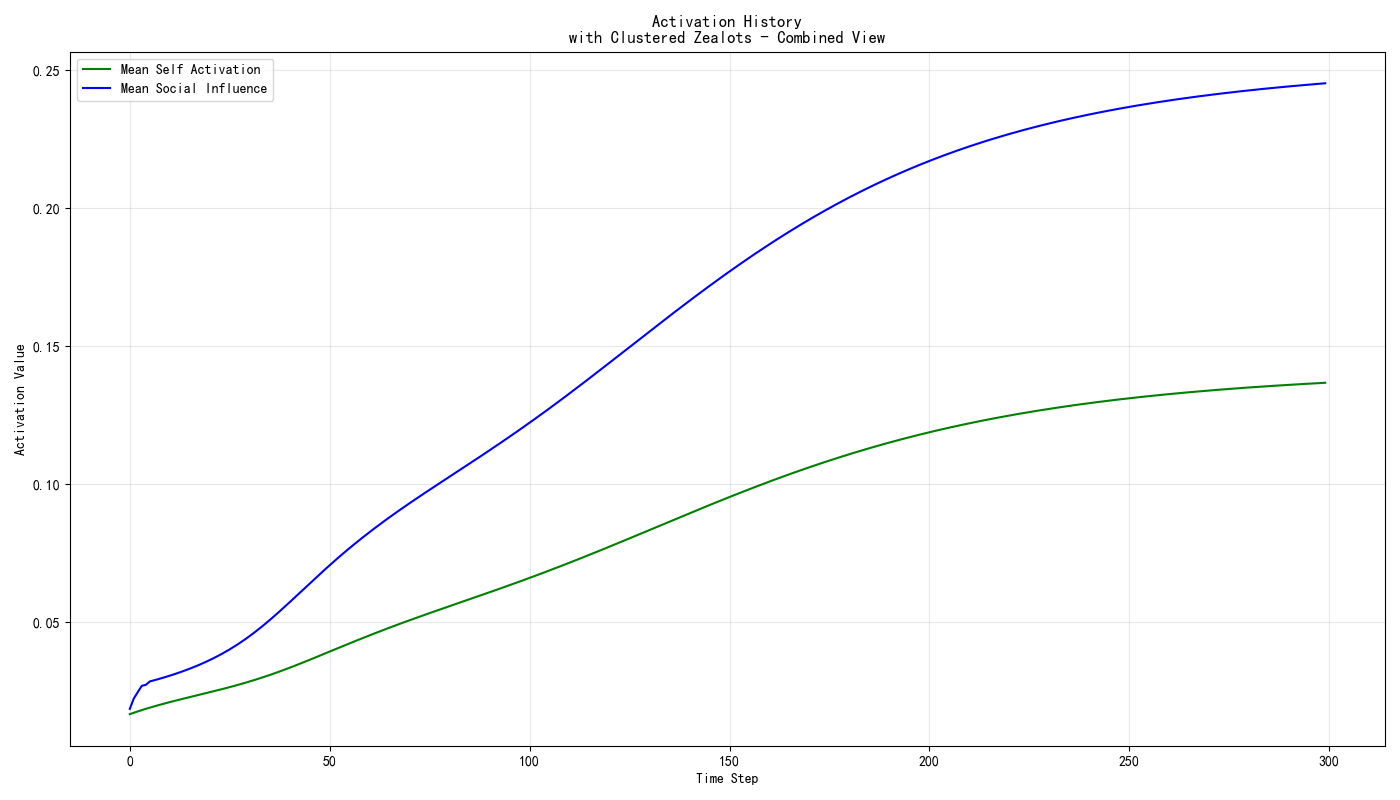 Activation History
with Clustered Zealots - Combined View
Mean Self Activation
Mean Social Influence
Activation Value
0.25
0.20
0.15
0.10
0.05
0
50
100
150
200
250
300
Time Step